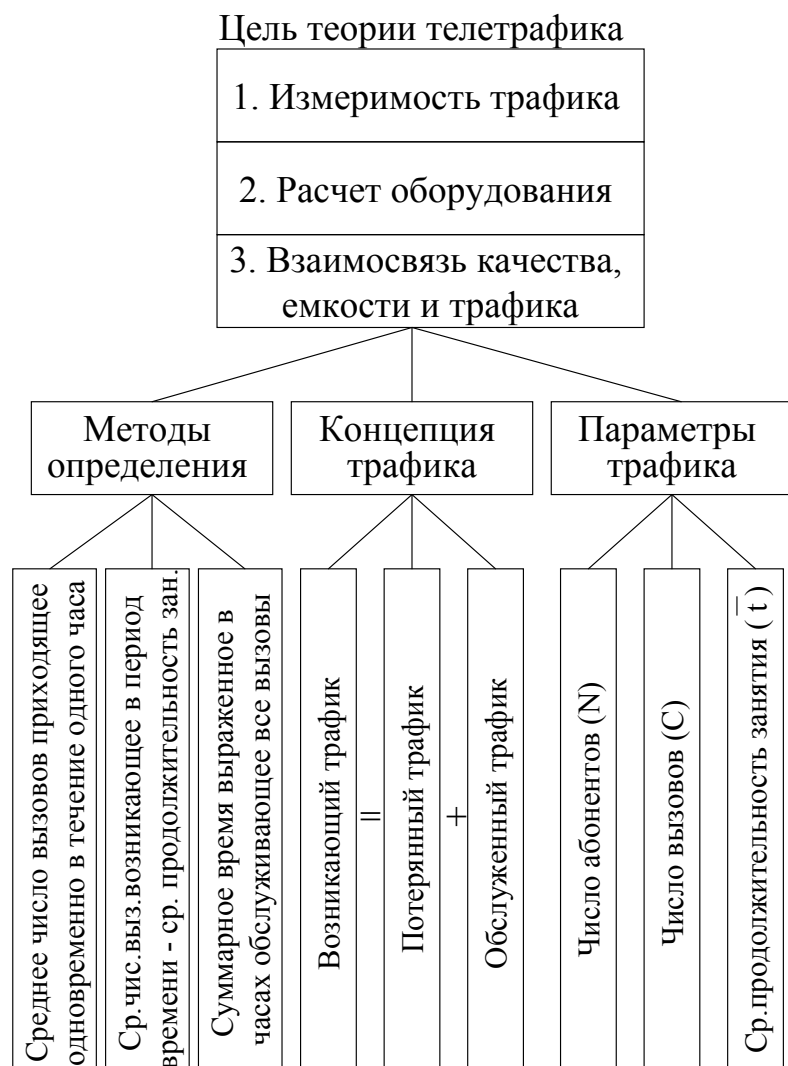 Цель теории телетрафика
1. Измеримость трафика
2. Расчет оборудования
3. Взаимосвязь качества,
емкости и трафика
Методы
определения
Концепция
трафика
Параметры
трафика
Среднее число вызовов приходящее
одновременно в течение одного часа
Ср.чис.выз.возникающее в период
времени - ср. продолжительность зан.
Суммарное время выраженное в
часах обслуживающее все вызовы
Возникающий трафик
=
Потерянный трафик
+
Обслуженный трафик
Число абонентов (N)
Число вызовов (C)
Ср.продолжительность занятия ( t̅ )